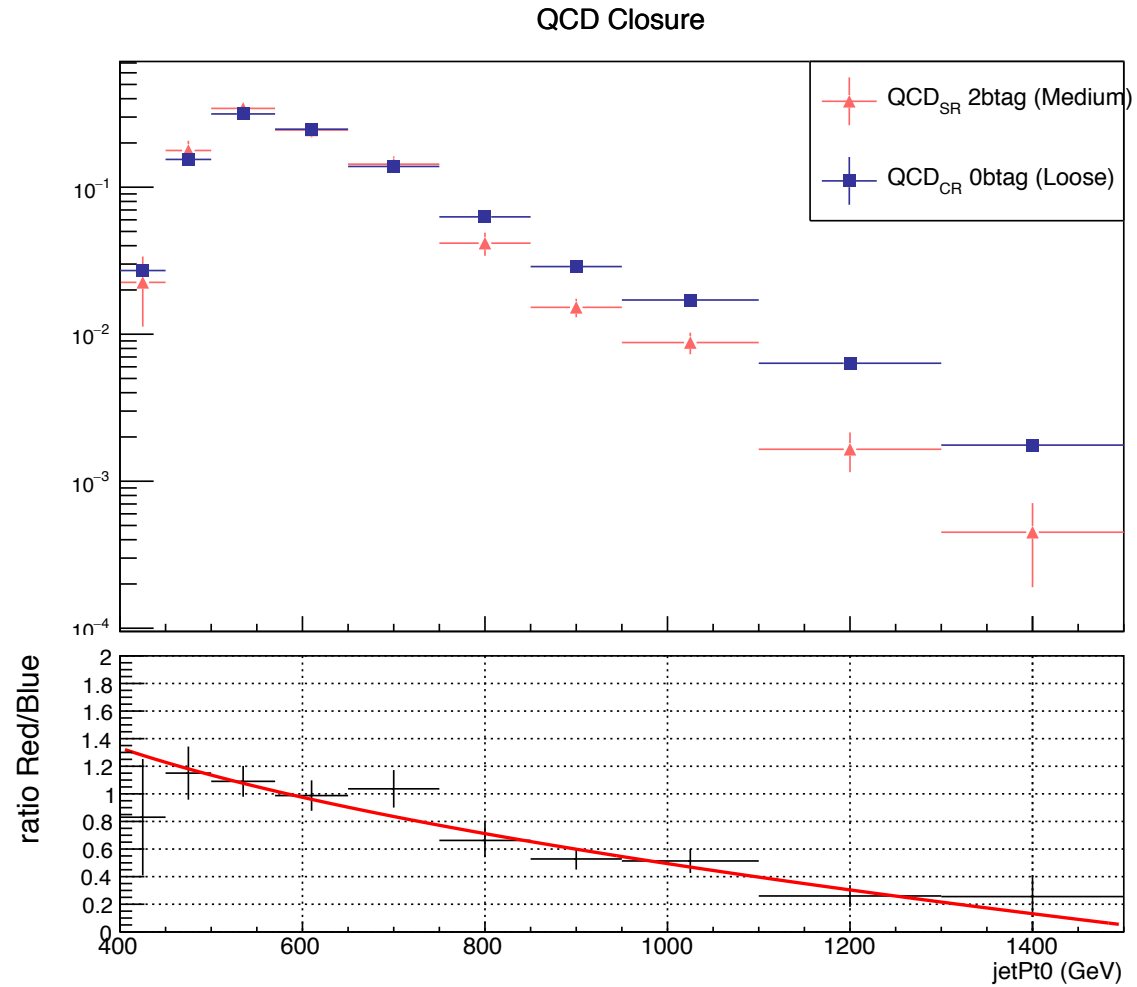 QCD Closure
QCD_SR 2btag (Medium)
QCD_CR 0btag (Loose)
10⁻¹
10⁻²
10⁻³
10⁻⁴
ratio Red/Blue
2
1.8
1.6
1.4
1.2
1
0.8
0.6
0.4
0.2
0
400 600 800 1000 1200 1400
jetPt0 (GeV)